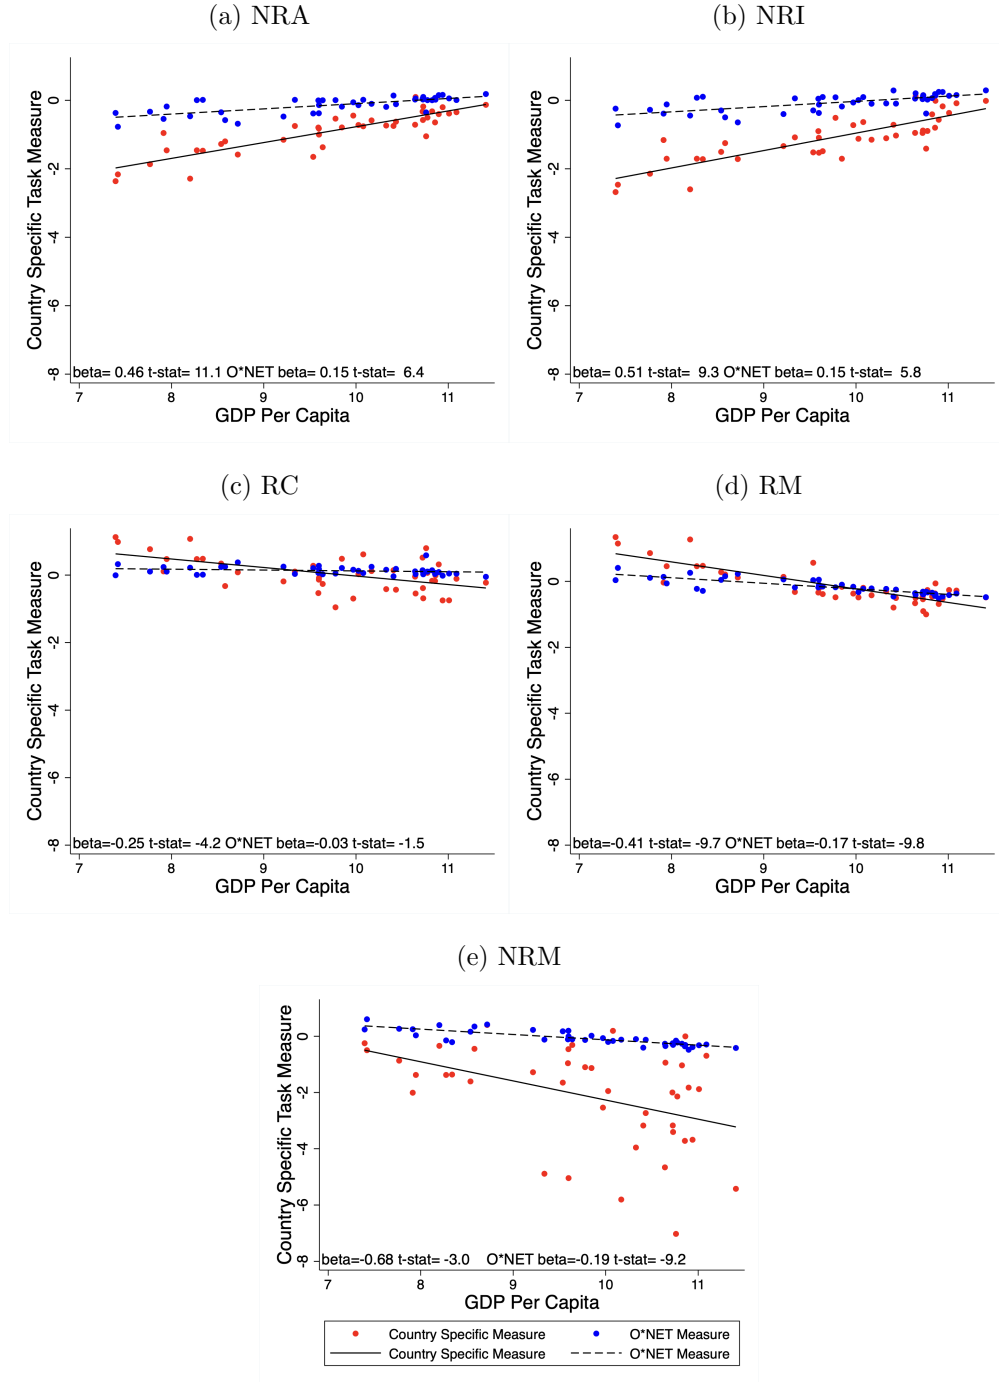 (a) NRA
Country Specific Task Measure
0
-2
-4
-6
-8
beta= 0.46 t-stat= 11.1 O*NET beta= 0.15 t-stat= 6.4
7 8 9 10 11
GDP Per Capita
(b) NRI
Country Specific Task Measure
0
-2
-4
-6
-8
beta= 0.51 t-stat= 9.3 O*NET beta= 0.15 t-stat= 5.8
7 8 9 10 11
GDP Per Capita
(c) RC
Country Specific Task Measure
0
-2
-4
-6
-8
beta=-0.25 t-stat= -4.2 O*NET beta=-0.03 t-stat= -1.5
7 8 9 10 11
GDP Per Capita
(d) RM
Country Specific Task Measure
0
-2
-4
-6
-8
beta=-0.41 t-stat= -9.7 O*NET beta=-0.17 t-stat= -9.8
7 8 9 10 11
GDP Per Capita
(e) NRM
Country Specific Task Measure
0
-2
-4
-6
-8
beta=-0.68 t-stat= -3.0 O*NET beta=-0.19 t-stat= -9.2
7 8 9 10 11
GDP Per Capita
Country Specific Measure O*NET Measure
Country Specific Measure O*NET Measure